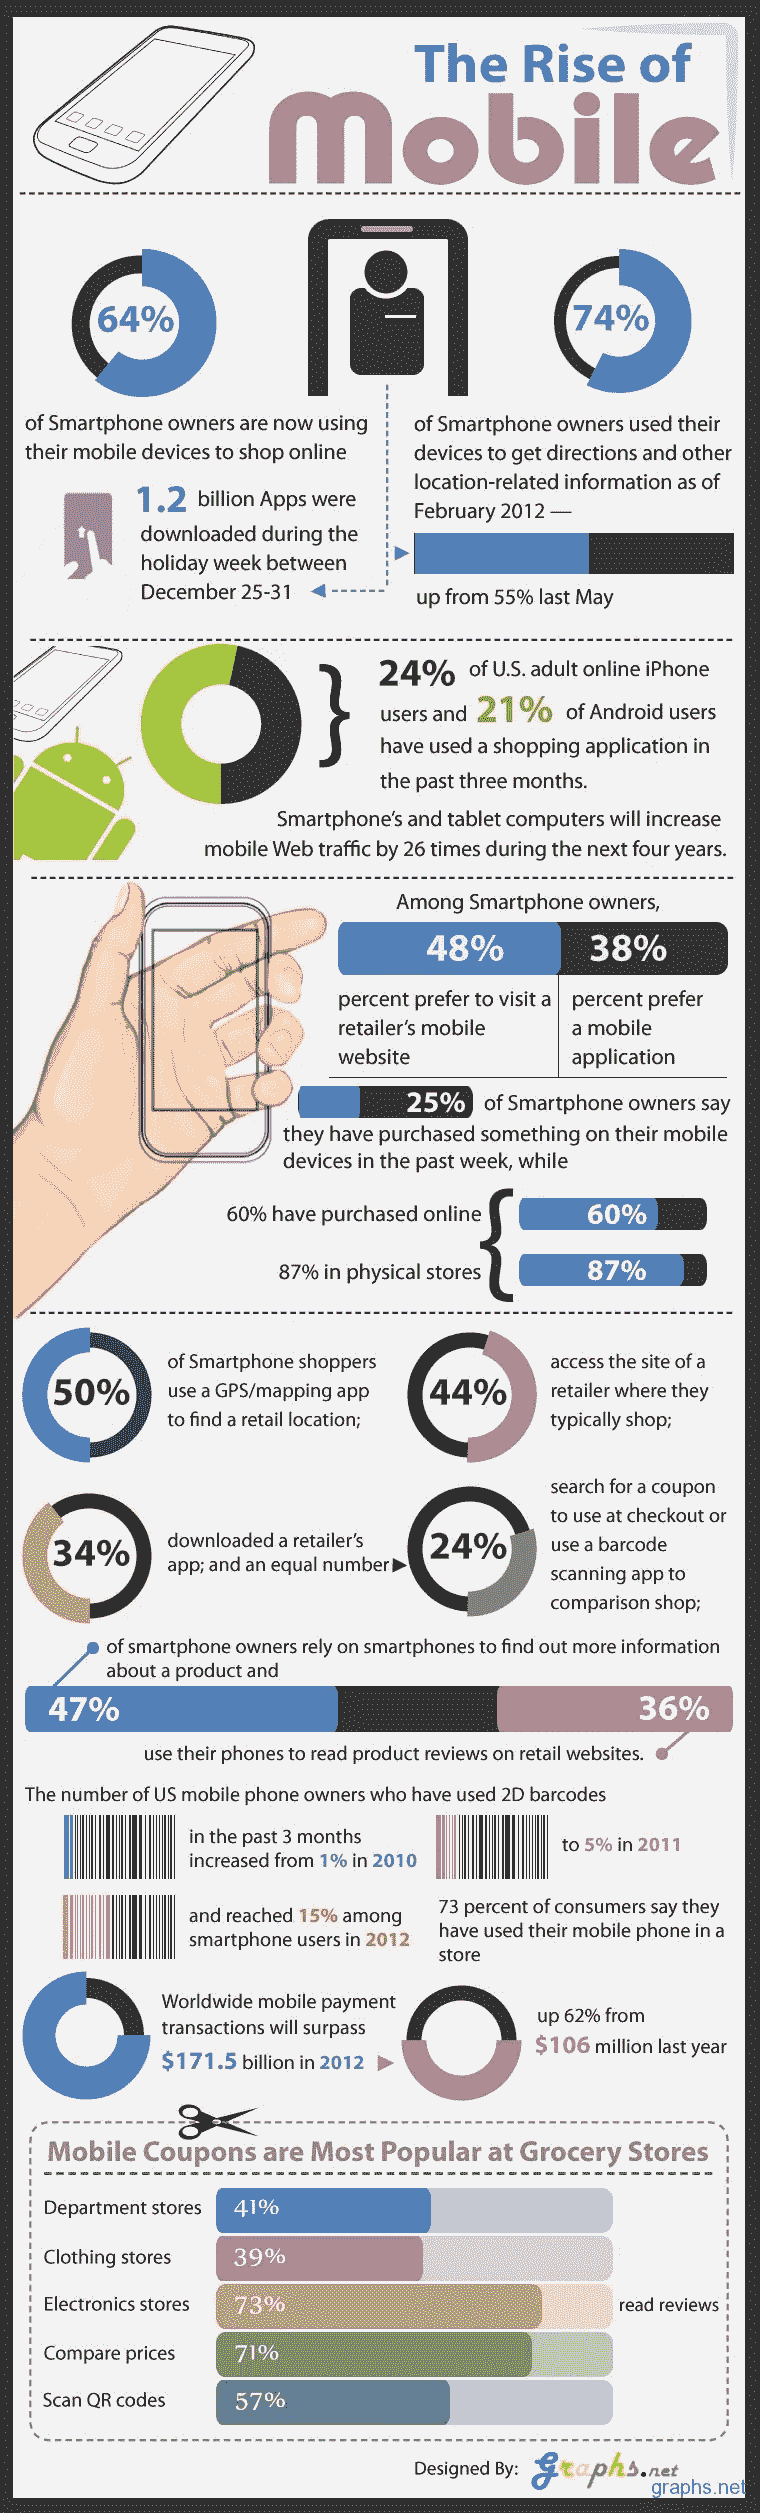 The Rise of
mobile
64%
74%
of Smartphone owners are now using
their mobile devices to shop online
of Smartphone owners used their
devices to get directions and other
location-related information as of
February 2012 —
1.2 billion Apps were
downloaded during the
holiday week between
December 25-31
up from 55% last May
24% of U.S. adult online iPhone
users and 21% of Android users
have used a shopping application in
the past three months.
Smartphone's and tablet computers will increase
mobile Web traffic by 26 times during the next four years.
Among Smartphone owners,
48%
38%
percent prefer to visit a
retailer's mobile
website
percent prefer
a mobile
application
25% of Smartphone owners say
they have purchased something on their mobile
devices in the past week, while
60% have purchased online
60%
87% in physical stores
87%
50%
of Smartphone shoppers
use a GPS/mapping app
to find a retail location;
44%
access the site of a
retailer where they
typically shop;
34%
downloaded a retailer's
app; and an equal number
24%
search for a coupon
to use at checkout or
use a barcode
scanning app to
comparison shop;
of smartphone owners rely on smartphones to find out more information
about a product and
47%
36%
use their phones to read product reviews on retail websites.
The number of US mobile phone owners who have used 2D barcodes
in the past 3 months
increased from 1% in 2010
to 5% in 2011
and reached 15% among
smartphone users in 2012
73 percent of consumers say they
have used their mobile phone in a
store
Worldwide mobile payment
transactions will surpass
$171.5 billion in 2012
up 62% from
$106 million last year
Mobile Coupons are Most Popular at Grocery Stores
Department stores 41%
Clothing stores 39%
Electronics stores 73% read reviews
Compare prices 71%
Scan QR codes 57%
Designed By: Graphs.net
graphs.net